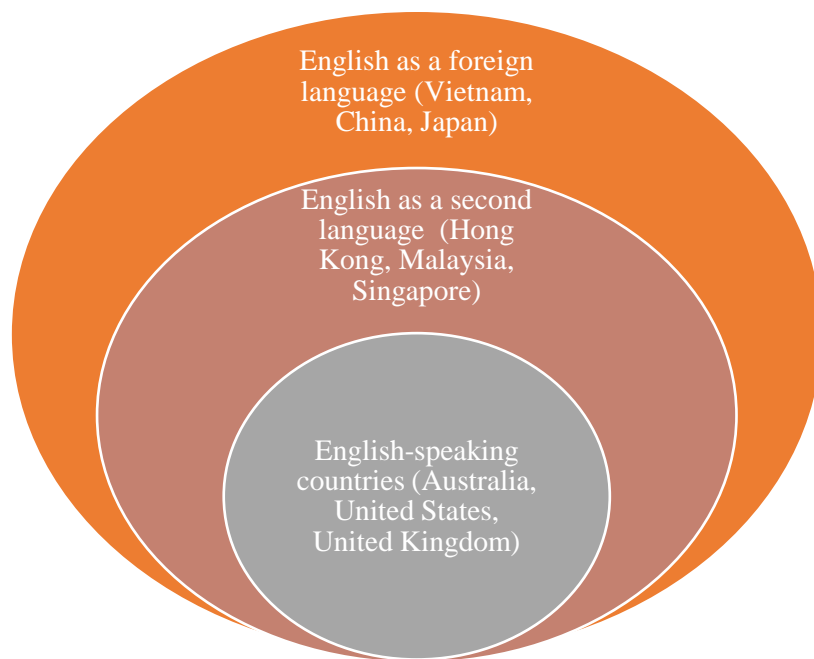 English as a foreign
language (Vietnam,
China, Japan)
English as a second
language (Hong
Kong, Malaysia,
Singapore)
English-speaking
countries (Australia,
United States,
United Kingdom)